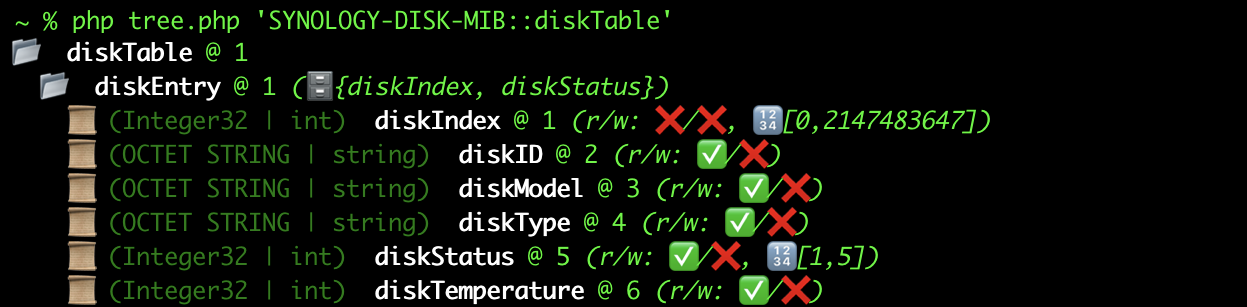 ~ % php tree.php 'SYNOLOGY-DISK-MIB::diskTable'
📂 diskTable @ 1
📂 diskEntry @ 1 (🗄️{diskIndex, diskStatus})
📜 (Integer32 | int) diskIndex @ 1 (r/w: ❌/❌, 🔢[0,2147483647])
📜 (OCTET STRING | string) diskID @ 2 (r/w: ✅/❌)
📜 (OCTET STRING | string) diskModel @ 3 (r/w: ✅/❌)
📜 (OCTET STRING | string) diskType @ 4 (r/w: ✅/❌)
📜 (Integer32 | int) diskStatus @ 5 (r/w: ✅/❌, 🔢[1,5])
📜 (Integer32 | int) diskTemperature @ 6 (r/w: ✅/❌)